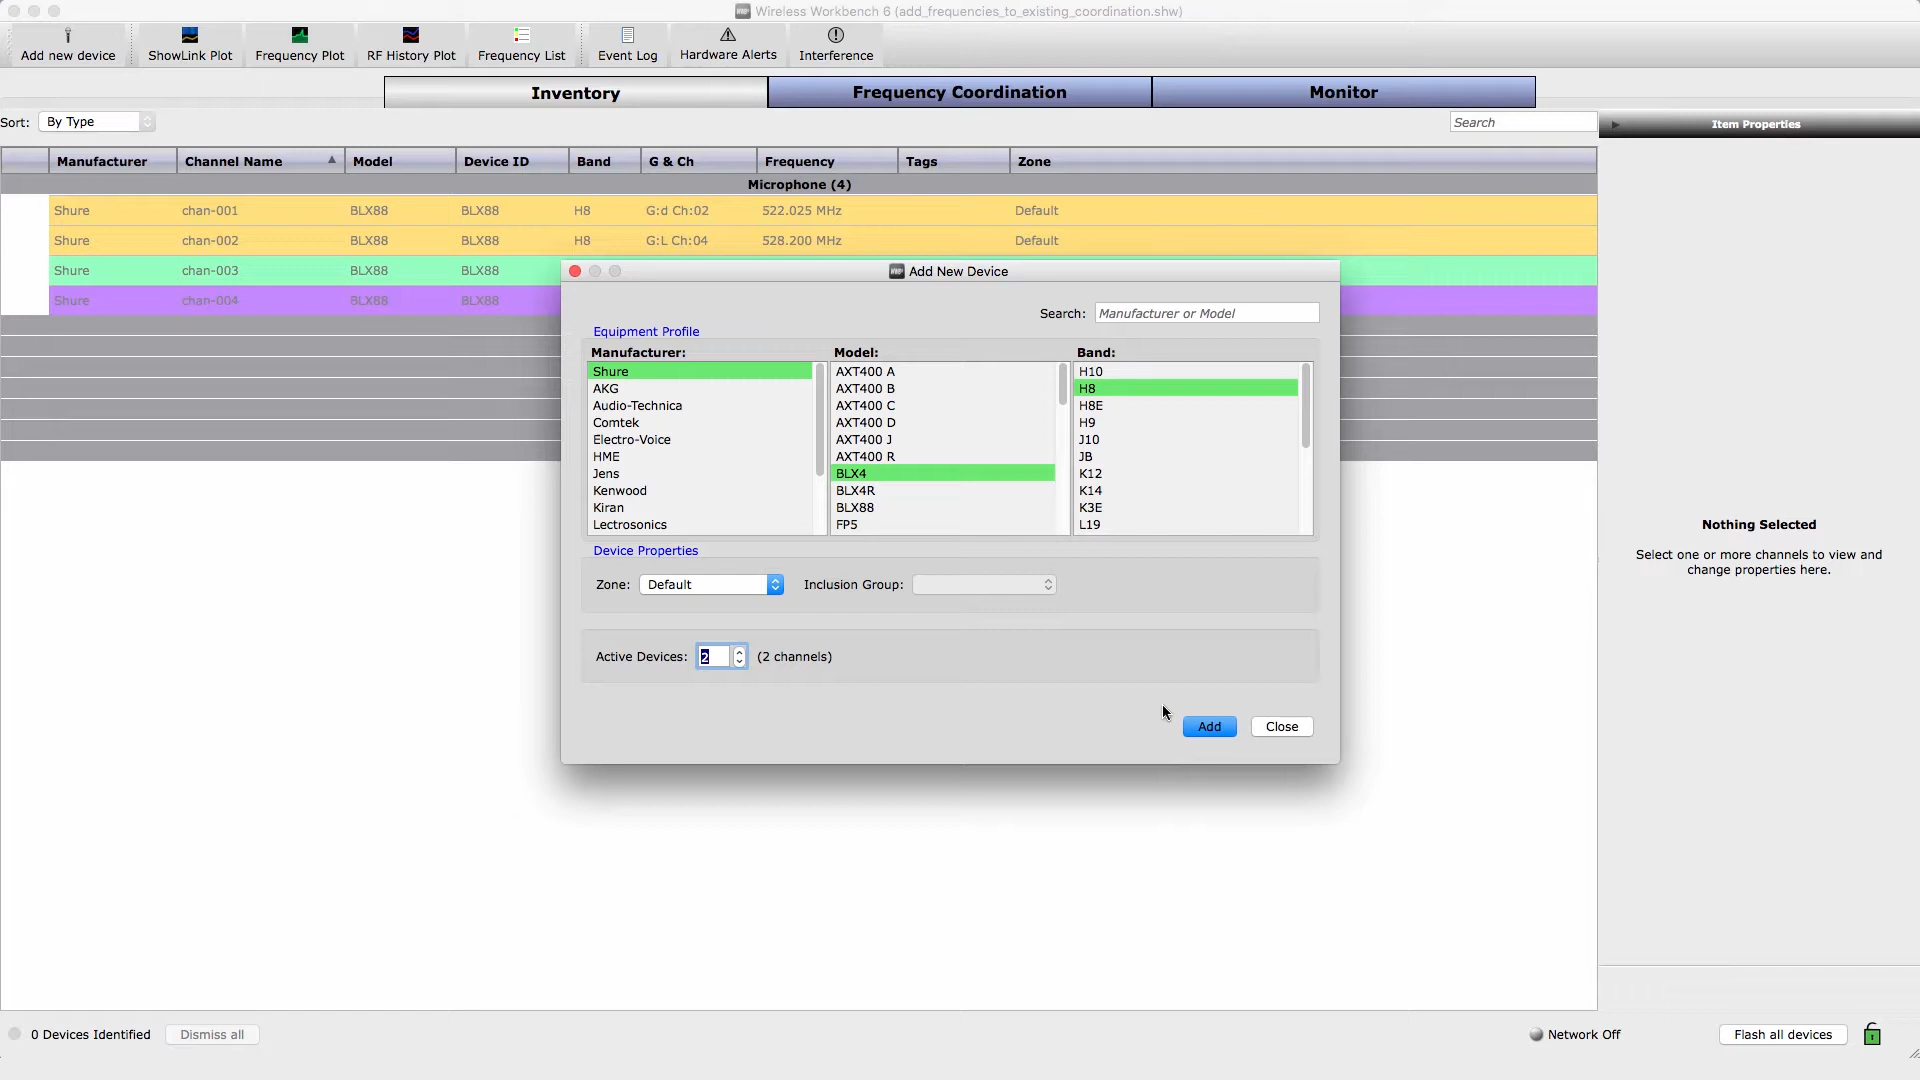 Wireless Workbench 6 (add_frequencies_to_existing_coordination.shw)
Add new device ShowLink Plot Frequency Plot RF History Plot Frequency List Event Log Hardware Alerts Interference
Inventory Frequency Coordination Monitor
Sort: By Type Search Item Properties
Manufacturer Channel Name Model Device ID Band G & Ch Frequency Tags Zone
Microphone (4)
Shure chan-001 BLX88 BLX88 H8 G:d Ch:02 522.025 MHz Default
Shure chan-002 BLX88 BLX88 H8 G:L Ch:04 528.200 MHz Default
Shure chan-003 BLX88 BLX88
Shure chan-004 BLX88 BLX88
Add New Device
Search: Manufacturer or Model
Equipment Profile
Manufacturer: Model: Band:
Shure AXT400 A H10
AKG AXT400 B H8
Audio-Technica AXT400 C H8E
Comtek AXT400 D H9
Electro-Voice AXT400 J J10
HME AXT400 R JB
Jens BLX4 K12
Kenwood BLX4R K14
Kiran BLX88 K3E
Lectrosonics FP5 L19
Device Properties
Zone: Default Inclusion Group:
Active Devices: 2 (2 channels)
Add Close
Nothing Selected
Select one or more channels to view and
change properties here.
0 Devices Identified Dismiss all Network Off Flash all devices